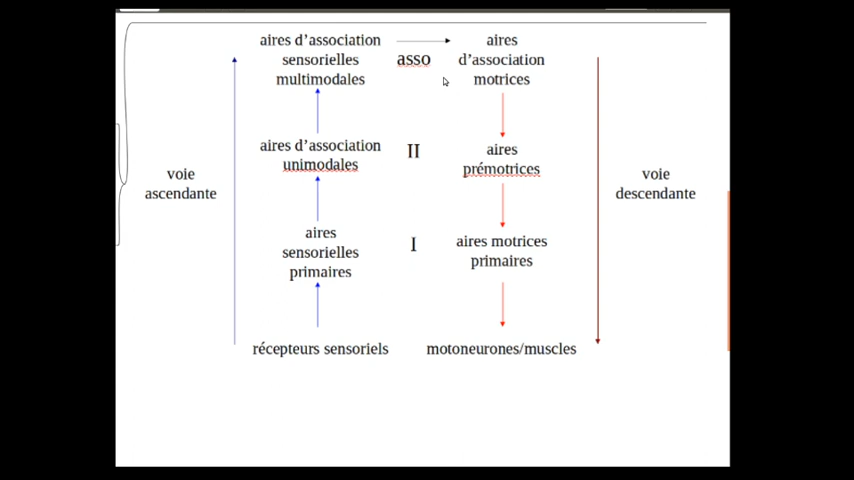 aires d’association
sensorielles
multimodales
asso
aires
d’association
motrices
aires d’association
unimodales
II
aires
prémotrices
voie
ascendante
voie
descendante
aires
sensorielles
primaires
I
aires motrices
primaires
récepteurs sensoriels
motoneurones/muscles